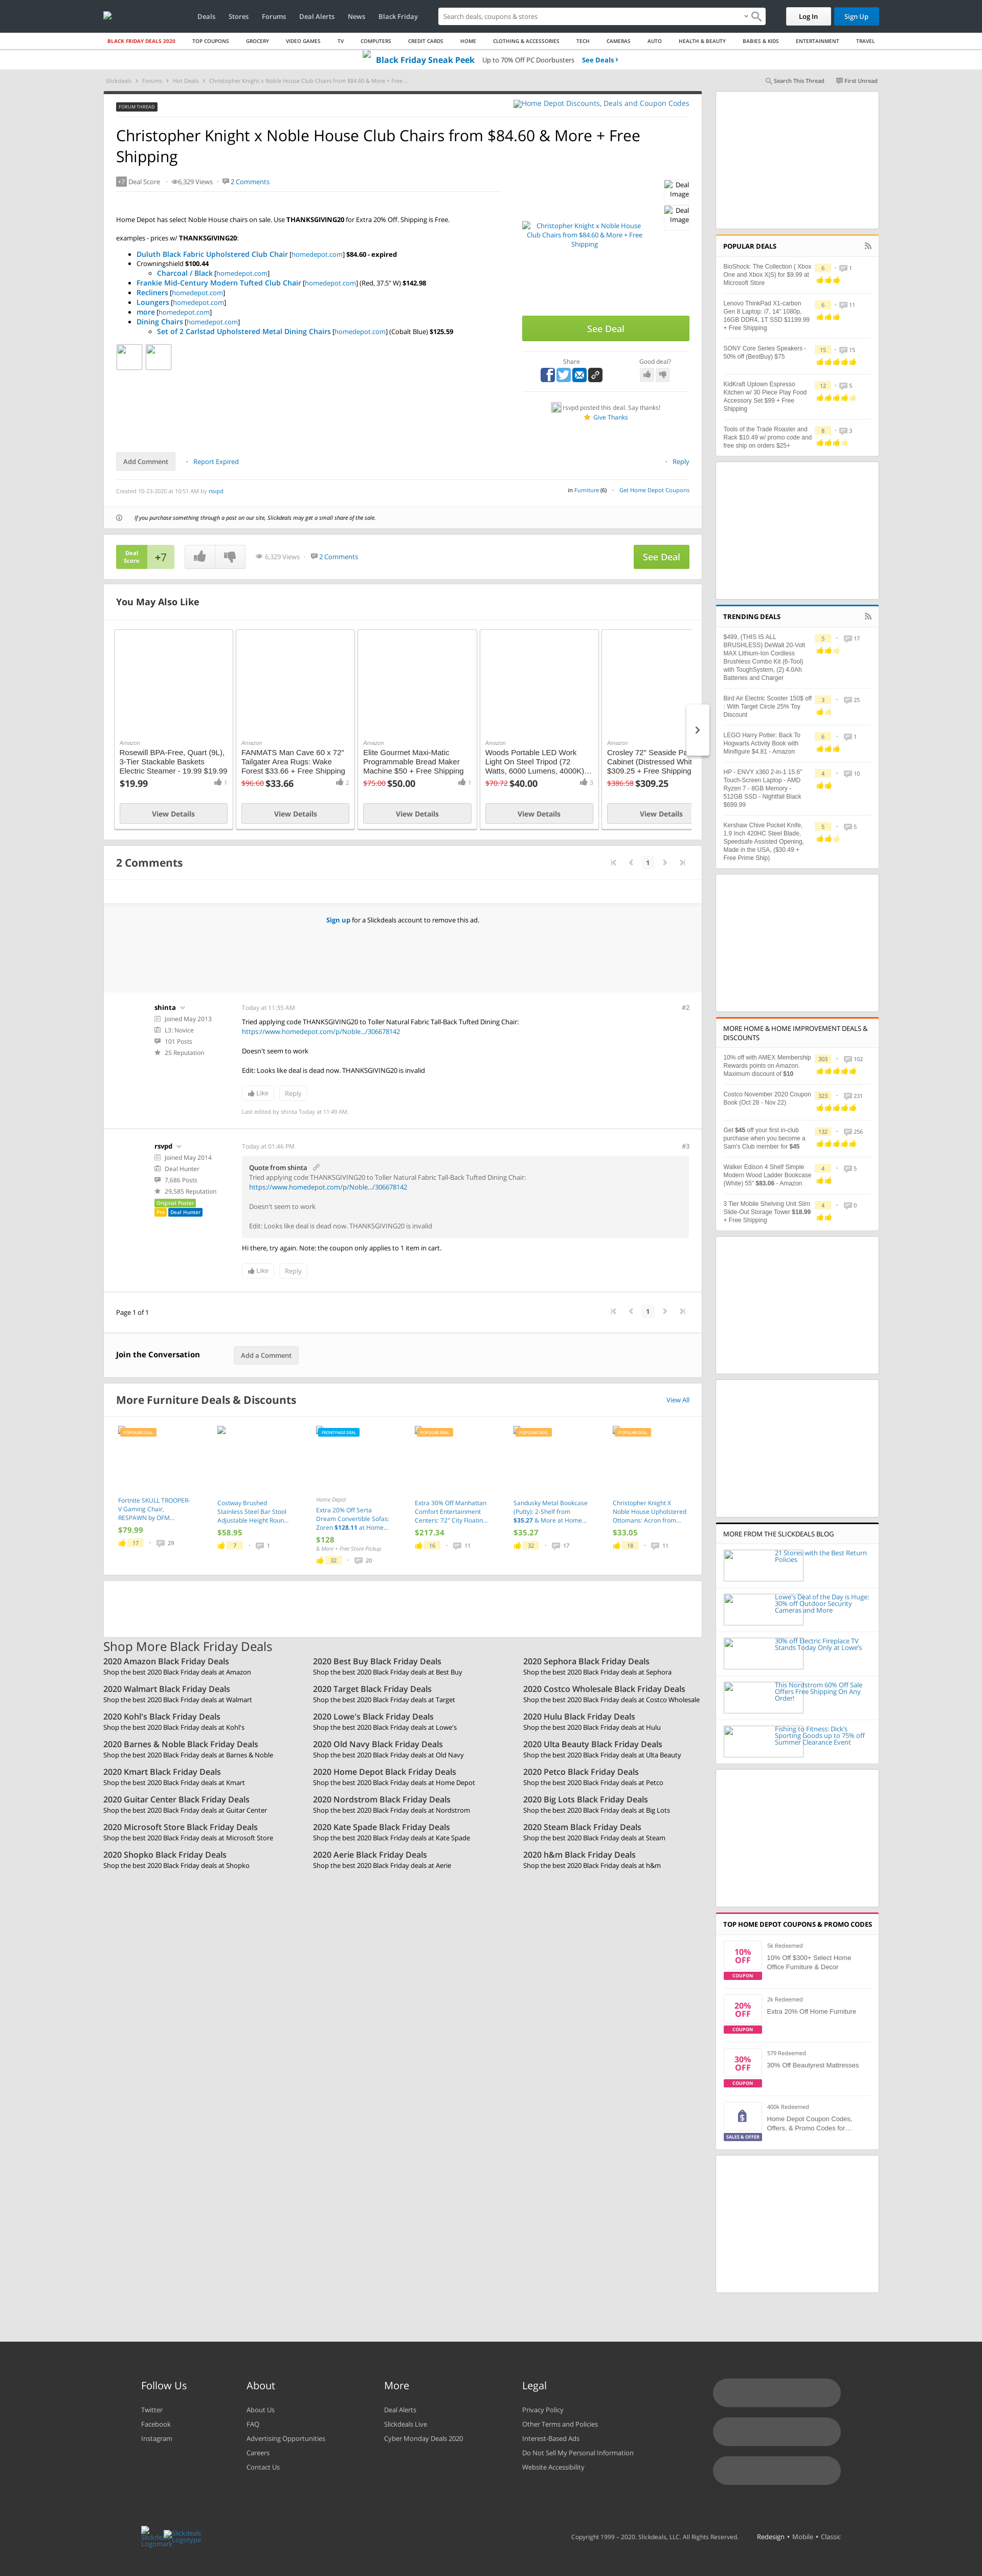 Deals Stores Forums Deal Alerts News Black Friday
Search deals, coupons & stores
Log In
Sign Up
BLACK FRIDAY DEALS 2020 TOP COUPONS GROCERY VIDEO GAMES TV COMPUTERS CREDIT CARDS HOME CLOTHING & ACCESSORIES TECH CAMERAS AUTO HEALTH & BEAUTY BABIES & KIDS ENTERTAINMENT TRAVEL
Black Friday Sneak Peek Up to 70% Off PC Doorbusters See Deals
Slickdeals Forums Hot Deals Christopher Knight x Noble House Club Chairs from $84.60 & More + Free ...
Search This Thread First Unread
FORUM THREAD
Home Depot Discounts, Deals and Coupon Codes
Christopher Knight x Noble House Club Chairs from $84.60 & More + Free
Shipping
+7 Deal Score 6,329 Views 2 Comments
Deal Image
Deal Image
Home Depot has select Noble House chairs on sale. Use THANKSGIVING20 for Extra 20% Off. Shipping is Free.
examples - prices w/ THANKSGIVING20:
Duluth Black Fabric Upholstered Club Chair [homedepot.com] $84.60 - expired
Crowningshield $100.44
Charcoal / Black [homedepot.com]
Frankie Mid-Century Modern Tufted Club Chair [homedepot.com] (Red, 37.5" W) $142.98
Recliners [homedepot.com]
Loungers [homedepot.com]
more [homedepot.com]
Dining Chairs [homedepot.com]
Set of 2 Carlstad Upholstered Metal Dining Chairs [homedepot.com] (Cobalt Blue) $125.59
Christopher Knight x Noble House
Club Chairs from $84.60 & More + Free
Shipping
See Deal
Share
Good deal?
rsvpd posted this deal. Say thanks!
Give Thanks
Add Comment
Report Expired
Reply
Created 10-23-2020 at 10:51 AM by rsvpd
in Furniture (6) Get Home Depot Coupons
If you purchase something through a post on our site, Slickdeals may get a small share of the sale.
Deal Score +7
6,329 Views 2 Comments
See Deal
You May Also Like
Amazon
Rosewill BPA-Free, Quart (9L),
3-Tier Stackable Baskets
Electric Steamer - 19.99 $19.99
$19.99 1
View Details
Amazon
FANMATS Man Cave 60 x 72"
Tailgater Area Rugs: Wake
Forest $33.66 + Free Shipping
$96.60 $33.66 2
View Details
Amazon
Elite Gourmet Maxi-Matic
Programmable Bread Maker
Machine $50 + Free Shipping
$75.00 $50.00 1
View Details
Amazon
Woods Portable LED Work
Light On Steel Tripod (72
Watts, 6000 Lumens, 4000K)...
$70.72 $40.00 3
View Details
Amazon
Crosley 72" Seaside Pa
Cabinet (Distressed Whit
$309.25 + Free Shipping
$386.58 $309.25
View Details
2 Comments
1
Sign up for a Slickdeals account to remove this ad.
shinta
Joined May 2013
L3: Novice
101 Posts
25 Reputation
Today at 11:35 AM
#2
Tried applying code THANKSGIVING20 to Toller Natural Fabric Tall-Back Tufted Dining Chair:
https://www.homedepot.com/p/Noble.../306678142
Doesn't seem to work
Edit: Looks like deal is dead now. THANKSGIVING20 is invalid
Like
Reply
Last edited by shinta Today at 11:49 AM.
rsvpd
Joined May 2014
Deal Hunter
7,686 Posts
29,585 Reputation
Original Poster
Pro Deal Hunter
Today at 01:46 PM
#3
Quote from shinta
Tried applying code THANKSGIVING20 to Toller Natural Fabric Tall-Back Tufted Dining Chair:
https://www.homedepot.com/p/Noble.../306678142
Doesn't seem to work
Edit: Looks like deal is dead now. THANKSGIVING20 is invalid
Hi there, try again. Note: the coupon only applies to 1 item in cart.
Like
Reply
Page 1 of 1
1
Join the Conversation
Add a Comment
More Furniture Deals & Discounts
View All
POPULAR DEAL
Fortnite SKULL TROOPER-
V Gaming Chair,
RESPAWN by OFM...
$79.99
17 29
Costway Brushed
Stainless Steel Bar Stool
Adjustable Height Roun...
$58.95
7 1
FRONTPAGE DEAL
Home Depot
Extra 20% Off Serta
Dream Convertible Sofas:
Zoren $128.11 at Home...
$128
& More + Free Store Pickup
32 20
POPULAR DEAL
Extra 30% Off Manhattan
Comfort Entertainment
Centers: 72" City Floatin...
$217.34
16 11
POPULAR DEAL
Sandusky Metal Bookcase
(Putty): 2-Shelf from
$35.27 & More at Home...
$35.27
32 17
POPULAR DEAL
Christopher Knight X
Noble House Upholstered
Ottomans: Acron from...
$33.05
18 11
Shop More Black Friday Deals
2020 Amazon Black Friday Deals
Shop the best 2020 Black Friday deals at Amazon
2020 Best Buy Black Friday Deals
Shop the best 2020 Black Friday deals at Best Buy
2020 Sephora Black Friday Deals
Shop the best 2020 Black Friday deals at Sephora
2020 Walmart Black Friday Deals
Shop the best 2020 Black Friday deals at Walmart
2020 Target Black Friday Deals
Shop the best 2020 Black Friday deals at Target
2020 Costco Wholesale Black Friday Deals
Shop the best 2020 Black Friday deals at Costco Wholesale
2020 Kohl's Black Friday Deals
Shop the best 2020 Black Friday deals at Kohl's
2020 Lowe's Black Friday Deals
Shop the best 2020 Black Friday deals at Lowe's
2020 Hulu Black Friday Deals
Shop the best 2020 Black Friday deals at Hulu
2020 Barnes & Noble Black Friday Deals
Shop the best 2020 Black Friday deals at Barnes & Noble
2020 Old Navy Black Friday Deals
Shop the best 2020 Black Friday deals at Old Navy
2020 Ulta Beauty Black Friday Deals
Shop the best 2020 Black Friday deals at Ulta Beauty
2020 Kmart Black Friday Deals
Shop the best 2020 Black Friday deals at Kmart
2020 Home Depot Black Friday Deals
Shop the best 2020 Black Friday deals at Home Depot
2020 Petco Black Friday Deals
Shop the best 2020 Black Friday deals at Petco
2020 Guitar Center Black Friday Deals
Shop the best 2020 Black Friday deals at Guitar Center
2020 Nordstrom Black Friday Deals
Shop the best 2020 Black Friday deals at Nordstrom
2020 Big Lots Black Friday Deals
Shop the best 2020 Black Friday deals at Big Lots
2020 Microsoft Store Black Friday Deals
Shop the best 2020 Black Friday deals at Microsoft Store
2020 Kate Spade Black Friday Deals
Shop the best 2020 Black Friday deals at Kate Spade
2020 Steam Black Friday Deals
Shop the best 2020 Black Friday deals at Steam
2020 Shopko Black Friday Deals
Shop the best 2020 Black Friday deals at Shopko
2020 Aerie Black Friday Deals
Shop the best 2020 Black Friday deals at Aerie
2020 h&m Black Friday Deals
Shop the best 2020 Black Friday deals at h&m
POPULAR DEALS
BioShock: The Collection ( Xbox
One and Xbox X|S) for $9.99 at
Microsoft Store
6 1
Lenovo ThinkPad X1-carbon
Gen 8 Laptop: i7, 14" 1080p,
16GB DDR4, 1T SSD $1199.99
+ Free Shipping
6 11
SONY Core Series Speakers -
50% off (BestBuy) $75
15 15
KidKraft Uptown Espresso
Kitchen w/ 30 Piece Play Food
Accessory Set $99 + Free
Shipping
12 5
Tools of the Trade Roaster and
Rack $10.49 w/ promo code and
free ship on orders $25+
8 3
TRENDING DEALS
$499, (THIS IS ALL
BRUSHLESS) DeWalt 20-Volt
MAX Lithium-Ion Cordless
Brushless Combo Kit (6-Tool)
with ToughSystem, (2) 4.0Ah
Batteries and Charger
5 17
Bird Air Electric Scooter 150$ off
: With Target Circle 25% Toy
Discount
3 25
LEGO Harry Potter: Back To
Hogwarts Activity Book with
Minifigure $4.81 - Amazon
6 1
HP - ENVY x360 2-in-1 15.6"
Touch-Screen Laptop - AMD
Ryzen 7 - 8GB Memory -
512GB SSD - Nightfall Black
$699.99
4 10
Kershaw Chive Pocket Knife,
1.9 Inch 420HC Steel Blade,
Speedsafe Assisted Opening,
Made in the USA, ($30.49 +
Free Prime Ship)
5 5
MORE HOME & HOME IMPROVEMENT DEALS &
DISCOUNTS
10% off with AMEX Membership
Rewards points on Amazon.
Maximum discount of $10
303 102
Costco November 2020 Coupon
Book (Oct 28 - Nov 22)
323 231
Get $45 off your first in-club
purchase when you become a
Sam's Club member for $45
132 256
Walker Edison 4 Shelf Simple
Modern Wood Ladder Bookcase
(White) 55" $83.06 - Amazon
4 5
3 Tier Mobile Shelving Unit Slim
Slide-Out Storage Tower $18.99
+ Free Shipping
4 0
MORE FROM THE SLICKDEALS BLOG
21 Stores with the Best Return
Policies
Lowe's Deal of the Day is Huge:
30% off Outdoor Security
Cameras and More
30% off Electric Fireplace TV
Stands Today Only at Lowe's
This Nordstrom 60% Off Sale
Offers Free Shipping On Any
Order!
Fishing to Fitness: Dick's
Sporting Goods up to 75% off
Summer Clearance Event
TOP HOME DEPOT COUPONS & PROMO CODES
10% OFF
COUPON
5k Redeemed
10% Off $300+ Select Home
Office Furniture & Decor
20% OFF
COUPON
2k Redeemed
Extra 20% Off Home Furniture
30% OFF
COUPON
579 Redeemed
30% Off Beautyrest Mattresses
SALES & OFFER
400k Redeemed
Home Depot Coupon Codes,
Offers, & Promo Codes for...
Follow Us
Twitter
Facebook
Instagram
About
About Us
FAQ
Advertising Opportunities
Careers
Contact Us
More
Deal Alerts
Slickdeals Live
Cyber Monday Deals 2020
Legal
Privacy Policy
Other Terms and Policies
Interest-Based Ads
Do Not Sell My Personal Information
Website Accessibility
Slickdeals Logomark
Slickdeals Logotype
Copyright 1999 – 2020. Slickdeals, LLC. All Rights Reserved. Redesign • Mobile • Classic